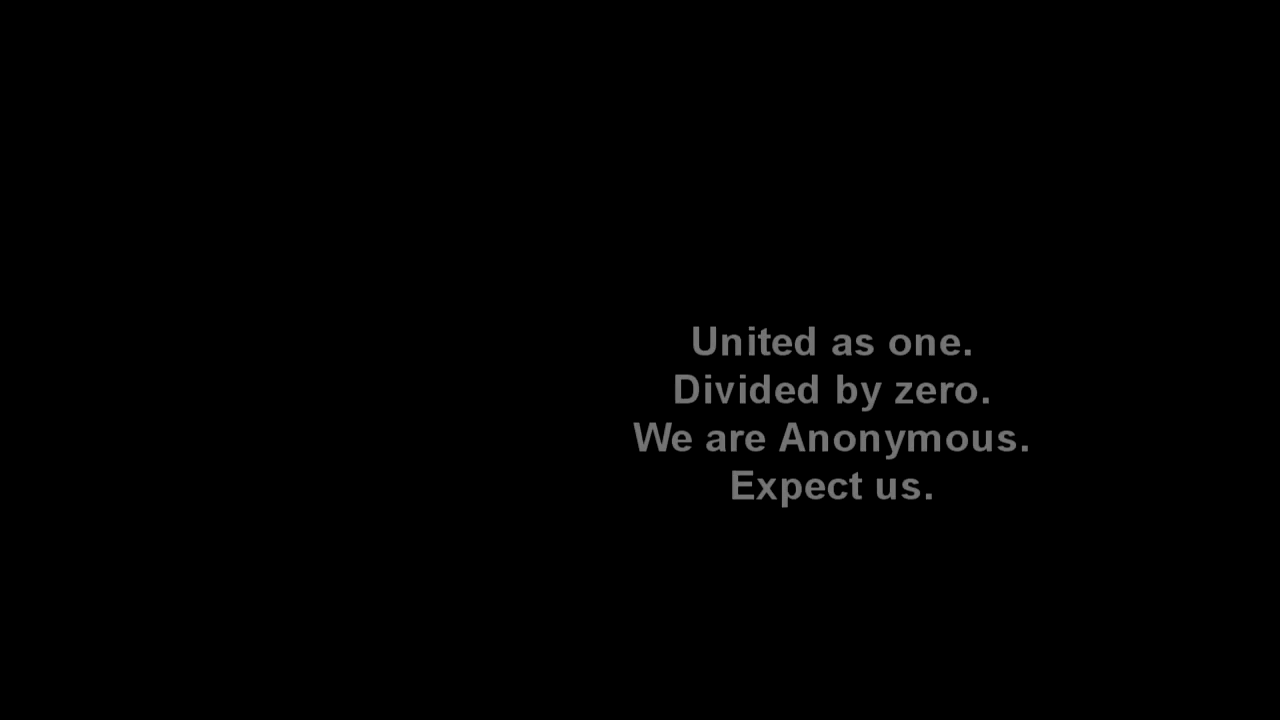 United as one.
Divided by zero.
We are Anonymous.
Expect us.